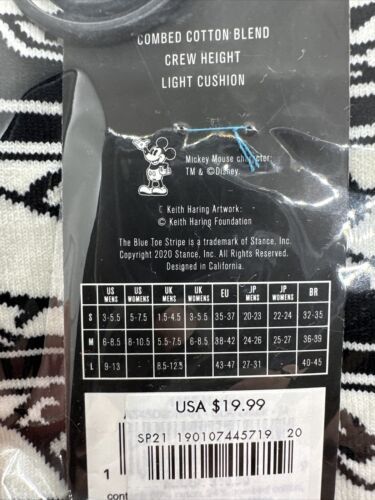 COMBED COTTON BLEND
CREW HEIGHT
LIGHT CUSHION
Mickey Mouse character:
TM & ©Disney.
Keith Haring Artwork:
© Keith Haring Foundation
The Blue Toe Stripe is a trademark of Stance, Inc.
Copyright 2020 Stance, Inc. All Rights Reserved.
Designed in California.
US MENS US WOMENS UK MENS UK WOMENS EU JP MENS JP WOMENS BR
S 3-5.5 5-7.5 1.5-4.5 3-5.5 35-37 20-23 22-24 32-35
M 6-8.5 8-10.5 5.5-7.5 6-8.5 38-42 24-26 25-27 36-39
L 9-13 - 8.5-12.5 43-47 27-31 40-45
USA $19.99
SP21 190107445719 20
1
cont